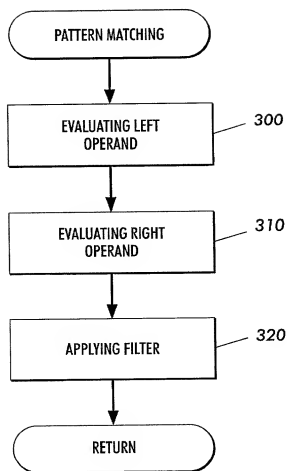 PATTERN MATCHING
EVALUATING LEFT
OPERAND
300
EVALUATING RIGHT
OPERAND
310
APPLYING FILTER
320
RETURN